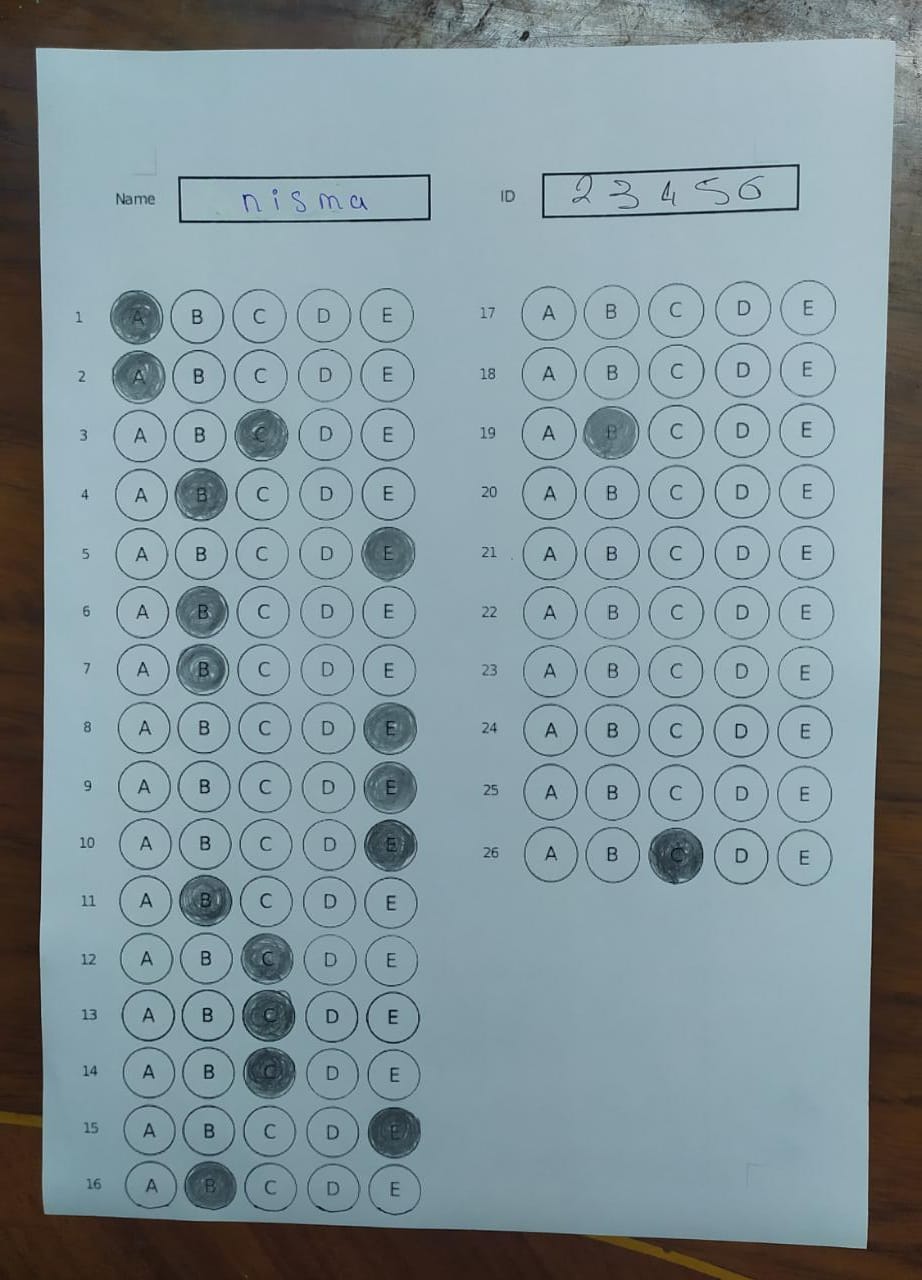 Name nisma ID 23456
1 A B C D E
2 A B C D E
3 A B C D E
4 A B C D E
5 A B C D E
6 A B C D E
7 A B C D E
8 A B C D E
9 A B C D E
10 A B C D E
11 A B C D E
12 A B C D E
13 A B C D E
14 A B C D E
15 A B C D E
16 A B C D E
17 A B C D E
18 A B C D E
19 A B C D E
20 A B C D E
21 A B C D E
22 A B C D E
23 A B C D E
24 A B C D E
25 A B C D E
26 A B C D E